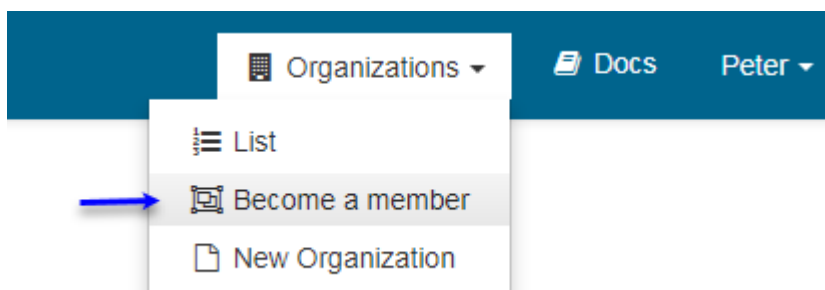 Organizations
Docs
Peter
List
Become a member
New Organization